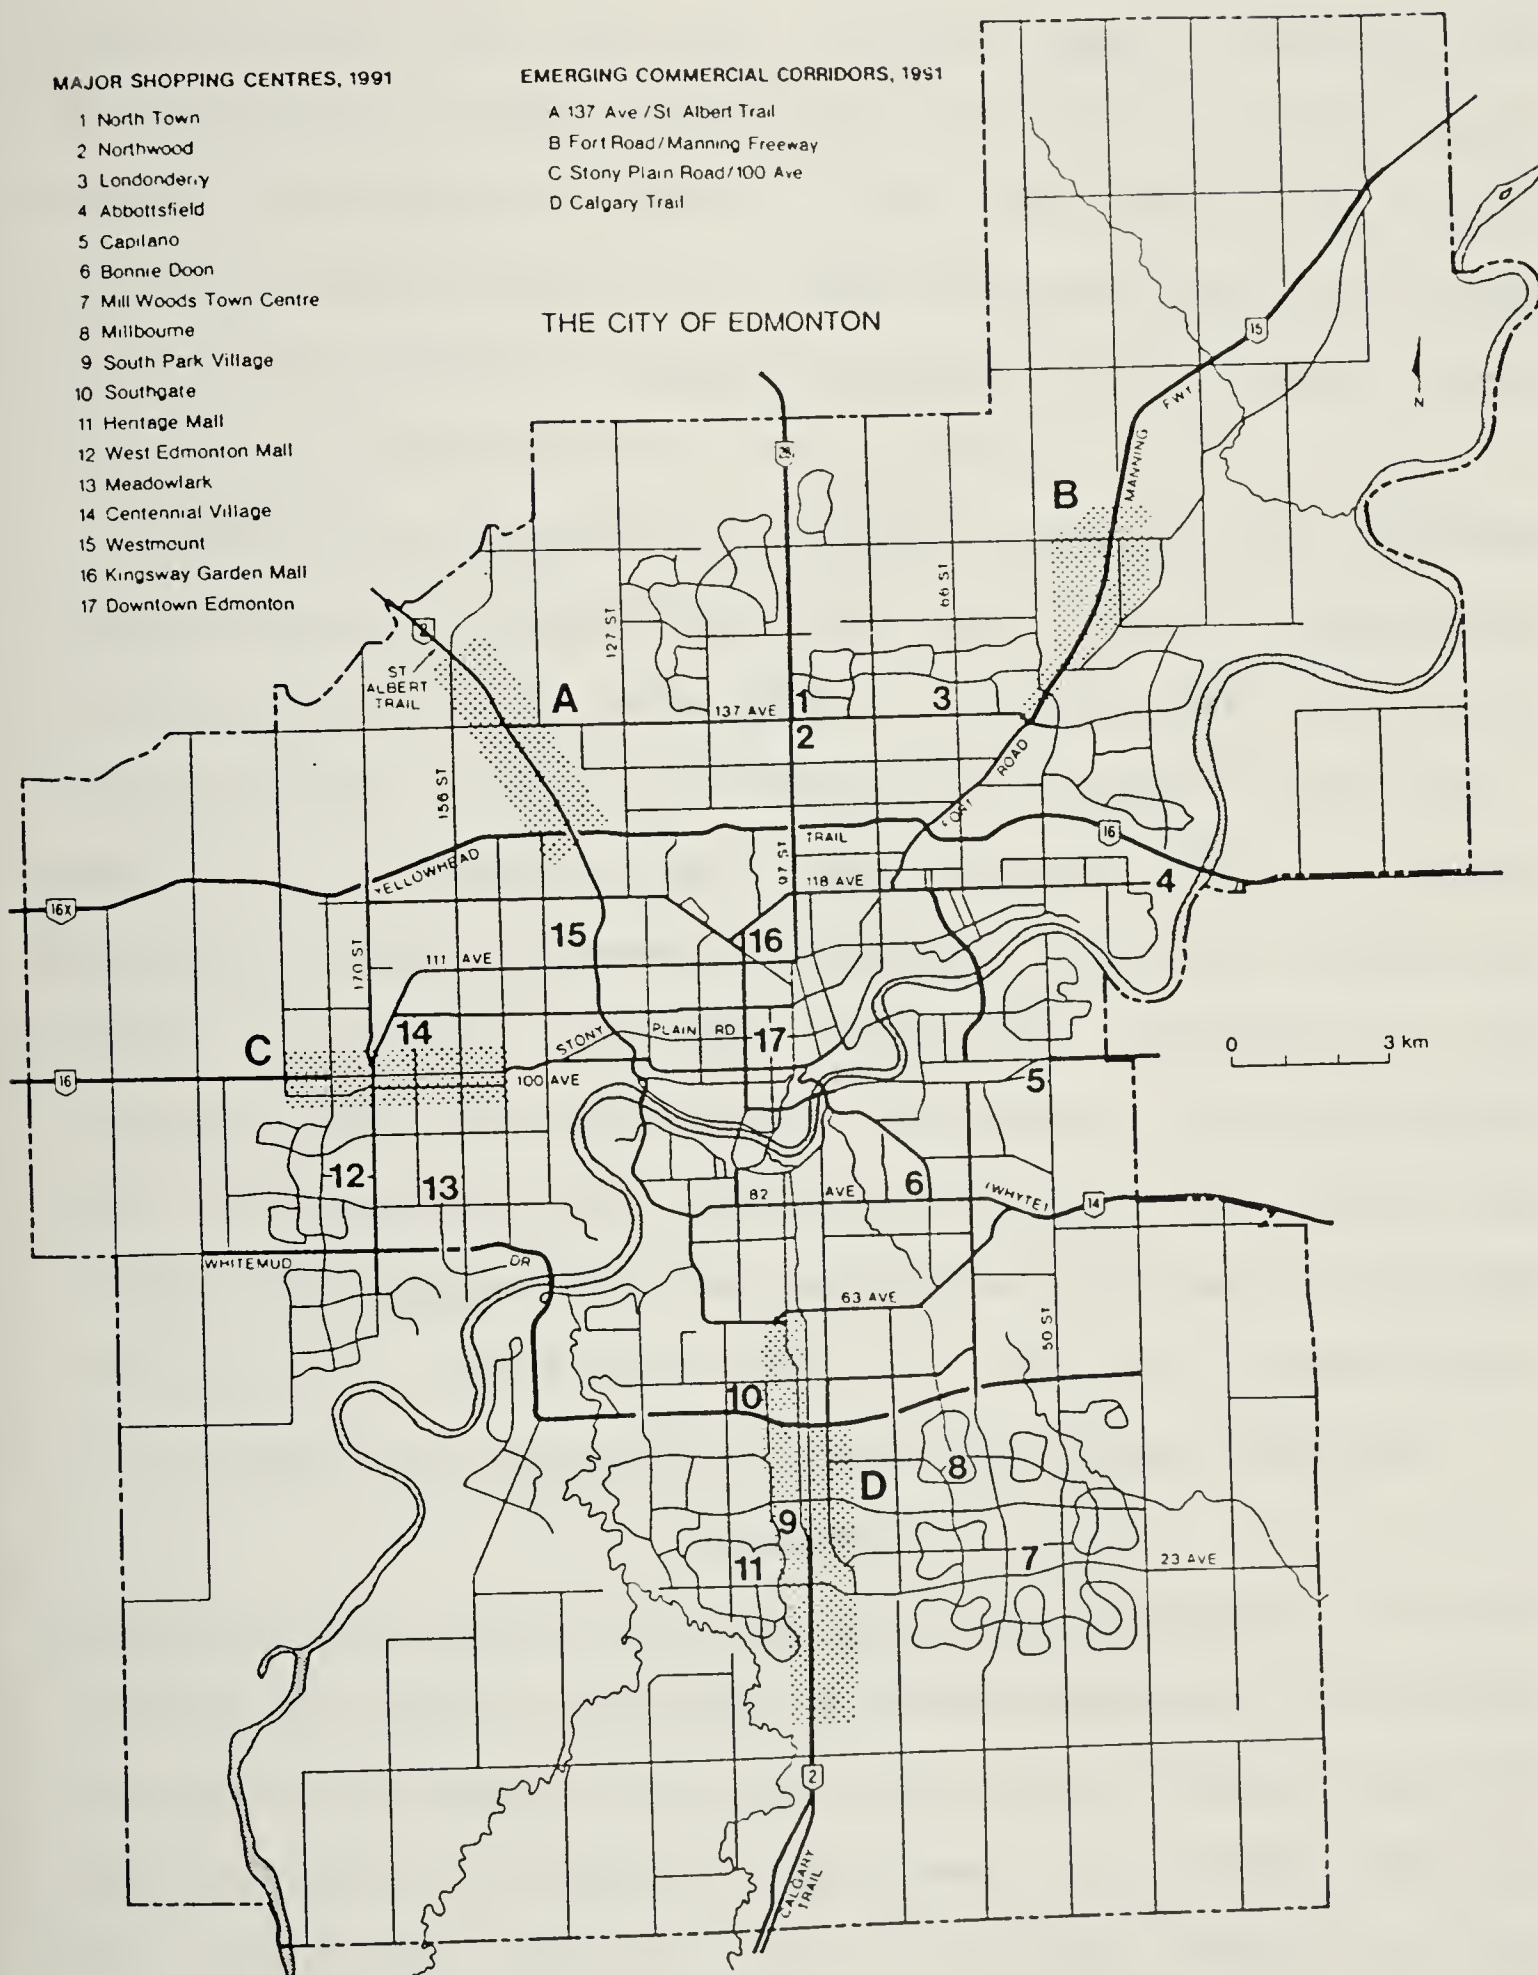 MAJOR SHOPPING CENTRES, 1991
1 North Town
2 Northwood
3 Londonderry
4 Abbottsfield
5 Capilano
6 Bonnie Doon
7 Mill Woods Town Centre
8 Millbourne
9 South Park Village
10 Southgate
11 Heritage Mall
12 West Edmonton Mall
13 Meadowlark
14 Centennial Village
15 Westmount
16 Kingsway Garden Mall
17 Downtown Edmonton
EMERGING COMMERCIAL CORRIDORS, 1991
A 137 Ave / St. Albert Trail
B Fort Road/Manning Freeway
C Stony Plain Road/100 Ave
D Calgary Trail
THE CITY OF EDMONTON
15
N
FWY
MANNING
B
66 ST
127 ST
2
ST
ALBERT
TRAIL
A
1
3
137 AVE
2
ROAD
FORT
156 ST
16
TRAIL
YELLOWHEAD
97 ST
118 AVE
4
16X
15
16
170 ST
111 AVE
14
STONY PLAIN RD
17
C
0 3 km
16
100 AVE
5
12
13
82 AVE
6
(WHYTE)
14
WHITEMUD DR
63 AVE
50 ST
10
8
D
9
11
7
23 AVE
2
CALGARY
TRAIL